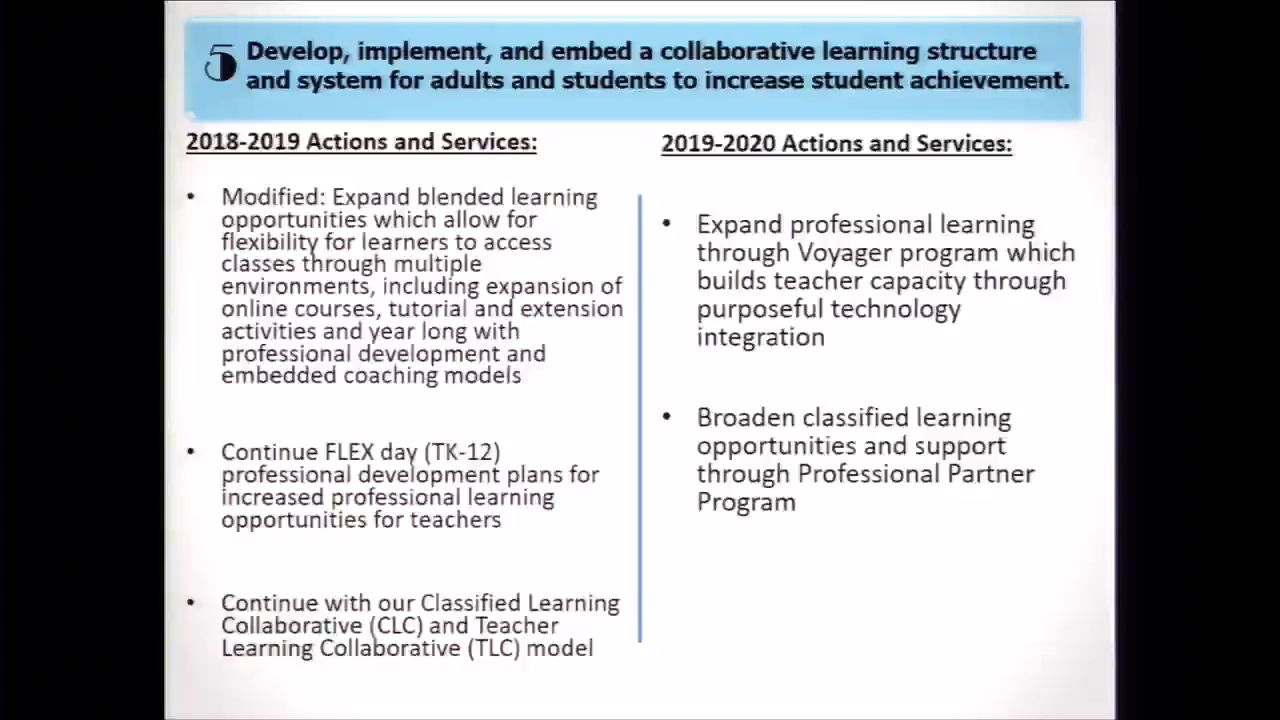 5 Develop, implement, and embed a collaborative learning structure
and system for adults and students to increase student achievement.
2018-2019 Actions and Services:
• Modified: Expand blended learning
opportunities which allow for
flexibility for learners to access
classes through multiple
environments, including expansion of
online courses, tutorial and extension
activities and year long with
professional development and
embedded coaching models
• Continue FLEX day (TK-12)
professional development plans for
increased professional learning
opportunities for teachers
• Continue with our Classified Learning
Collaborative (CLC) and Teacher
Learning Collaborative (TLC) model
2019-2020 Actions and Services:
• Expand professional learning
through Voyager program which
builds teacher capacity through
purposeful technology
integration
• Broaden classified learning
opportunities and support
through Professional Partner
Program